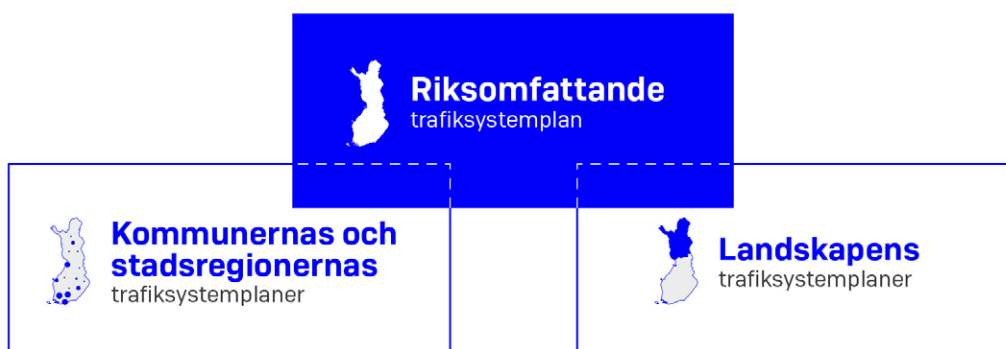 Riksomfattande
trafiksystemplan
Kommunernas och
stadsregionernas
trafiksystemplaner
Landskapens
trafiksystemplaner